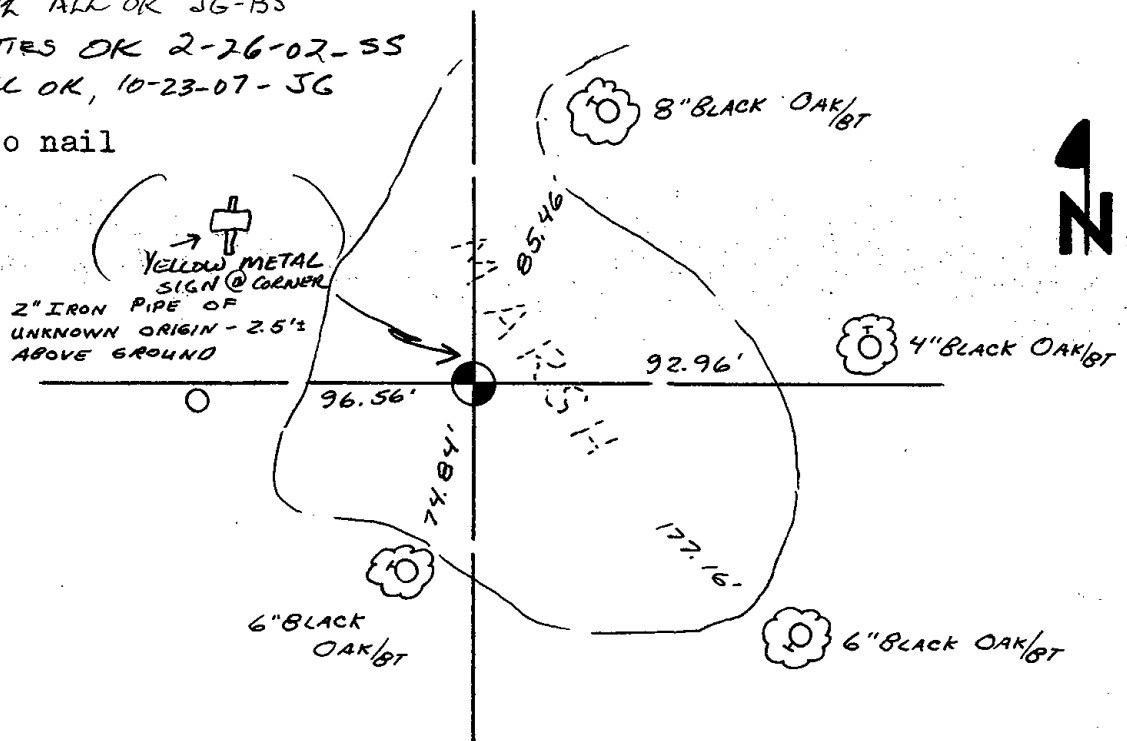 ALL OK JG-BS
OK 2-26-02-SS
OK, 10-23-07-JG
o nail
YELLOW METAL
SIGN @ CORNER
2" IRON PIPE OF
UNKNOWN ORIGIN - 2.5'±
ABOVE GROUND
8" BLACK OAK/BT
N
85.46'
MARSH
4" BLACK OAK/BT
92.96'
96.56'
74.84'
177.16'
6" BLACK
OAK/BT
6" BLACK OAK/BT